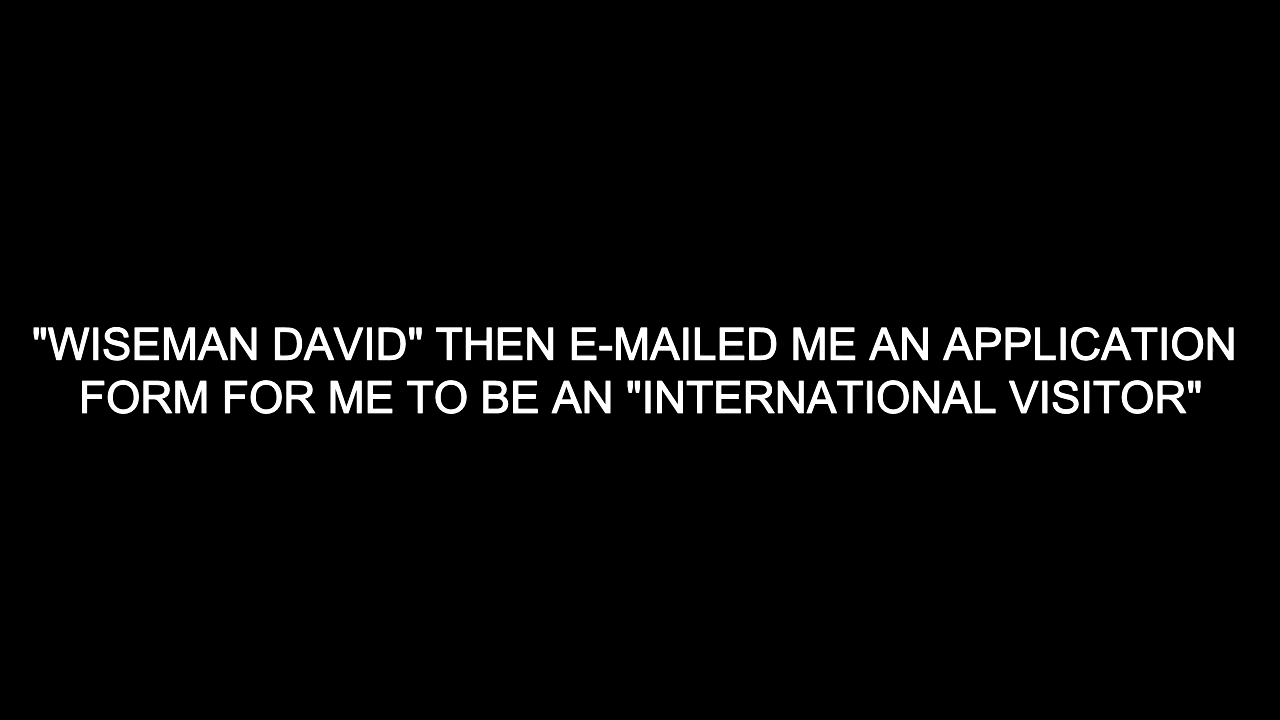 "WISEMAN DAVID" THEN E-MAILED ME AN APPLICATION
FORM FOR ME TO BE AN "INTERNATIONAL VISITOR"